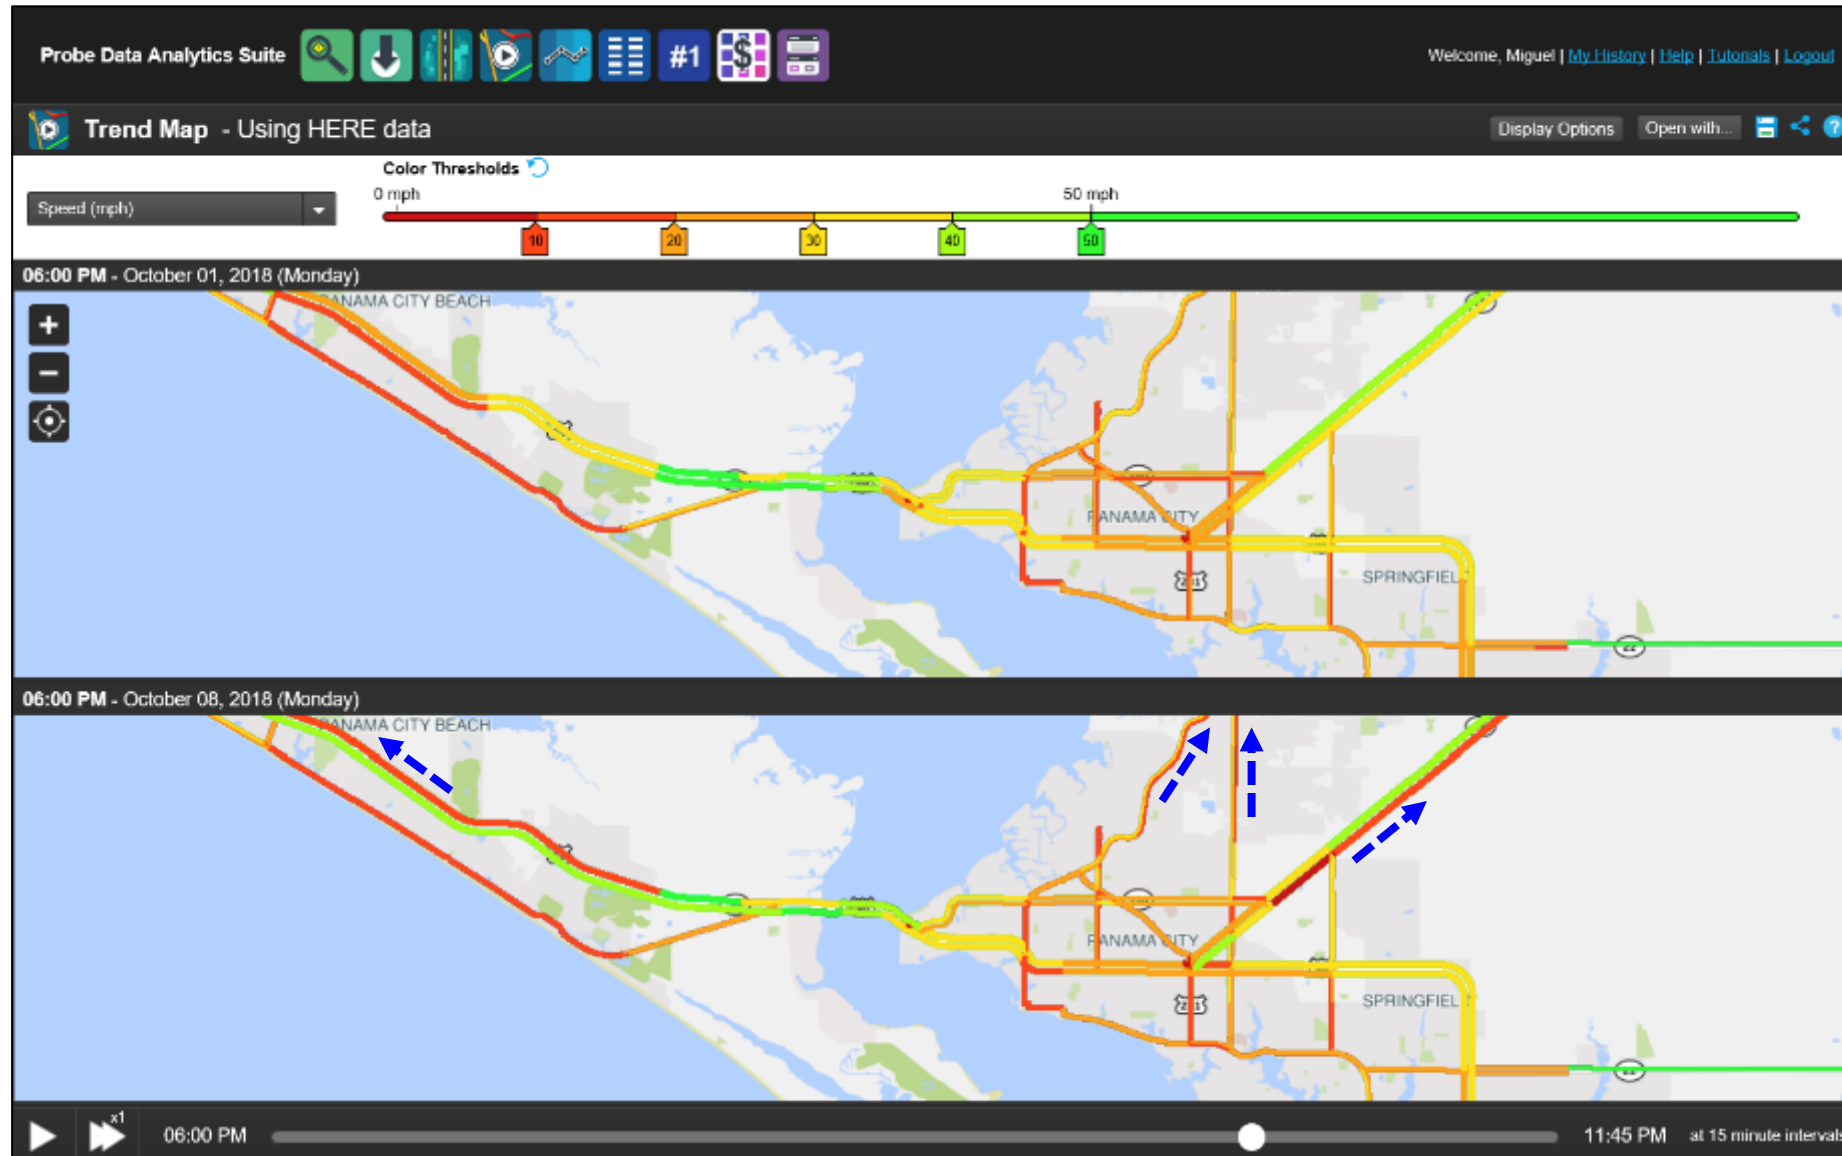 Probe Data Analytics Suite #1 $ Welcome, Miguel | My History | Help | Tutorials | Logout
Trend Map - Using HERE data Display Options Open with... ?
Color Thresholds
0 mph 50 mph
Speed (mph)
10 20 30 40 50
06:00 PM - October 01, 2018 (Monday)
PANAMA CITY BEACH
+
−
PANAMA CITY
SPRINGFIEL
22
06:00 PM - October 08, 2018 (Monday)
PANAMA CITY BEACH
PANAMA CITY
SPRINGFIEL
x1
06:00 PM 11:45 PM at 15 minute intervals